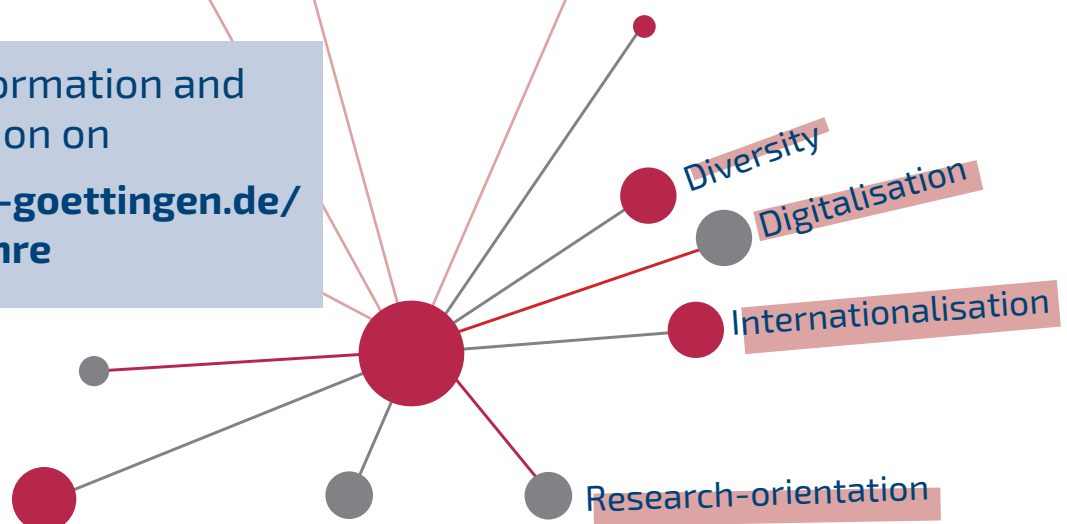 ormation and
on on
-goettingen.de/
hre
Diversity
Digitalisation
Internationalisation
Research-orientation